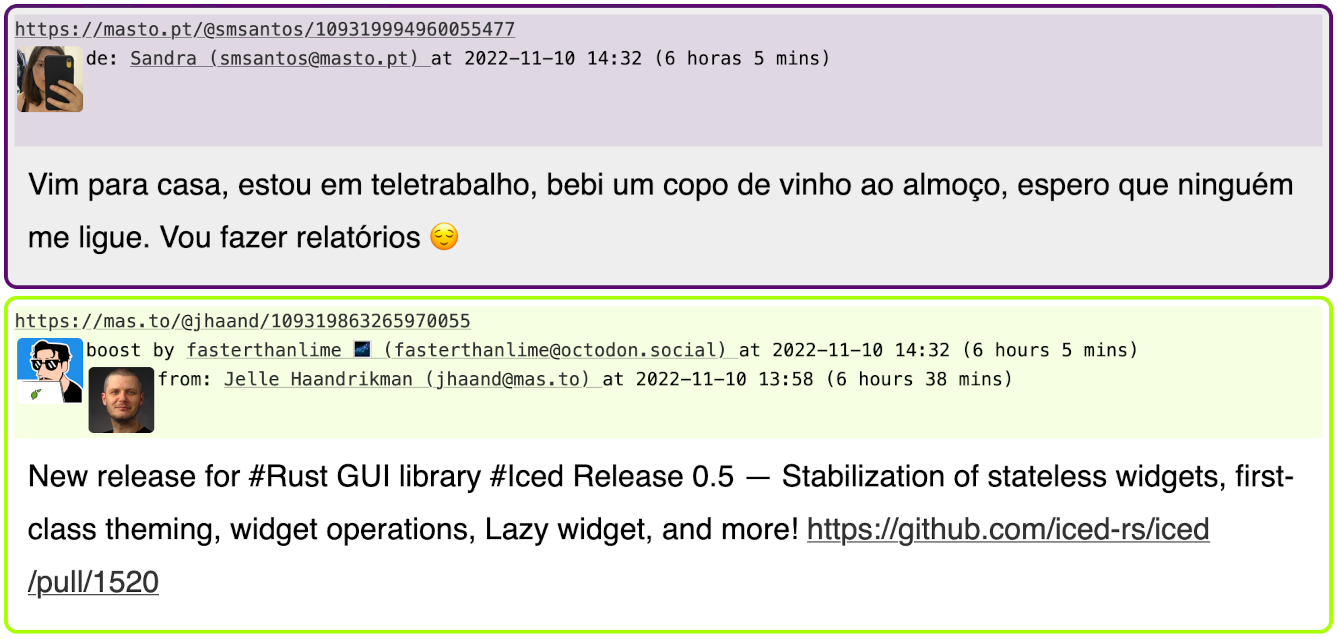 https://masto.pt/@smsantos/109319994960055477
de: Sandra (smsantos@masto.pt) at 2022-11-10 14:32 (6 horas 5 mins)
Vim para casa, estou em teletrabalho, bebi um copo de vinho ao almoço, espero que ninguém
me ligue. Vou fazer relatórios 😌
https://mas.to/@jhaand/109319863265970055
boost by fasterthanlime 🌌 (fasterthanlime@octodon.social) at 2022-11-10 14:32 (6 hours 5 mins)
from: Jelle Haandrikman (jhaand@mas.to) at 2022-11-10 13:58 (6 hours 38 mins)
New release for #Rust GUI library #Iced Release 0.5 — Stabilization of stateless widgets, first-
class theming, widget operations, Lazy widget, and more! https://github.com/iced-rs/iced
/pull/1520